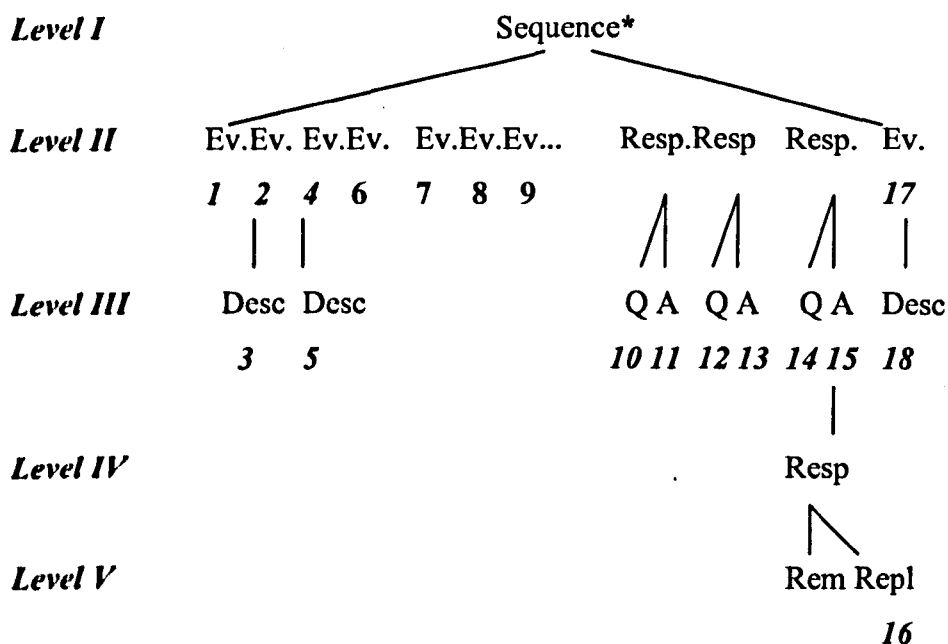 Level I Sequence*
Level II Ev.Ev. Ev.Ev. Ev.Ev.Ev... Resp.Resp Resp. Ev.
1 2 4 6 7 8 9 17
Level III Desc Desc Q A Q A Q A Desc
3 5 10 11 12 13 14 15 18
Level IV Resp
Level V Rem Repl
16